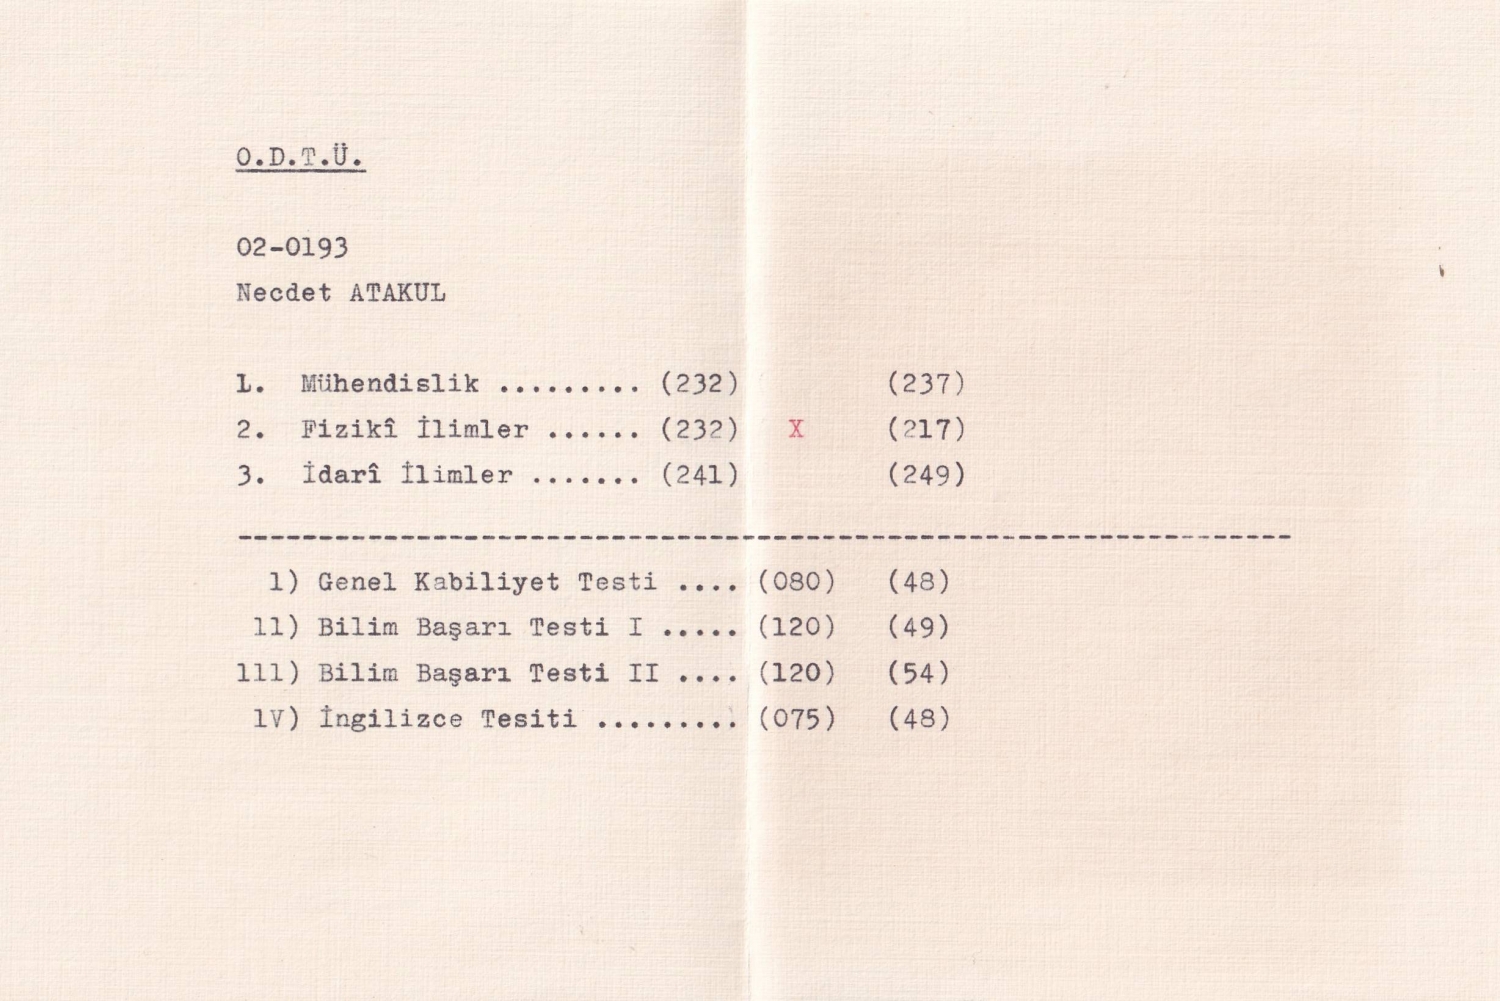 O.D.T.Ü.
02-0193
Necdet ATAKUL
1. Mühendislik ......... (232) (237)
2. Fizikî İlimler ...... (232) X (217)
3. İdarî İlimler ....... (241) (249)
------------------------------------------------------------------
1) Genel Kabiliyet Testi .... (080) (48)
11) Bilim Başarı Testi I ..... (120) (49)
111) Bilim Başarı Testi II .... (120) (54)
1V) İngilizce Tesiti ......... (075) (48)